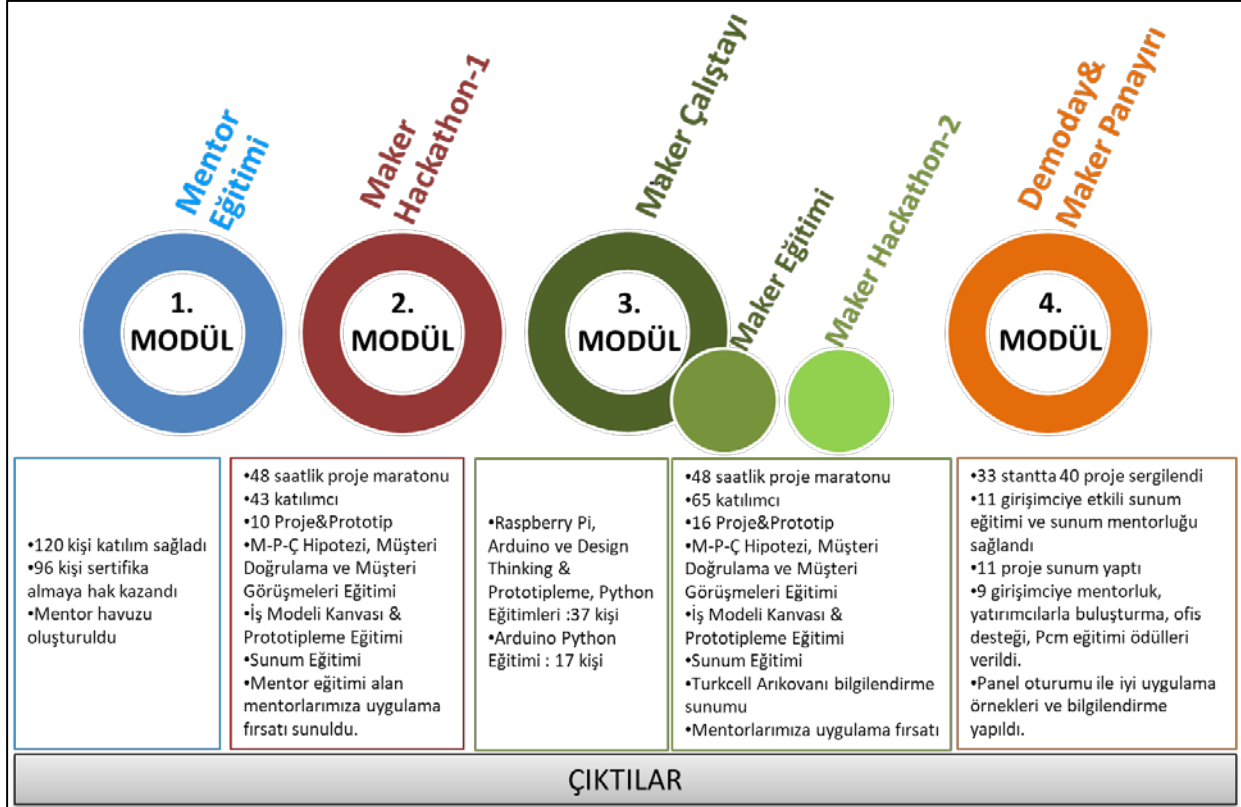 Mentor
Eğitimi
Maker
Hackathon-1
Maker Çalıştayı
Maker Eğitimi
Maker Hackathon-2
Demoday&
Maker Panayırı
1.
MODÜL
2.
MODÜL
3.
MODÜL
4.
MODÜL
•120 kişi katılım sağladı
•96 kişi sertifika
almaya hak kazandı
•Mentor havuzu
oluşturuldu
•48 saatlik proje maratonu
•43 katılımcı
•10 Proje&Prototip
•M-P-Ç Hipotezi, Müşteri
Doğrulama ve Müşteri
Görüşmeleri Eğitimi
•İş Modeli Kanvası &
Prototipleme Eğitimi
•Sunum Eğitimi
•Mentor eğitimi alan
mentorlarımıza uygulama
fırsatı sunuldu.
•Raspberry Pi,
Arduino ve Design
Thinking &
Prototipleme, Python
Eğitimleri :37 kişi
•Arduino Python
Eğitimi : 17 kişi
•48 saatlik proje maratonu
•65 katılımcı
•16 Proje&Prototip
•M-P-Ç Hipotezi, Müşteri
Doğrulama ve Müşteri
Görüşmeleri Eğitimi
•İş Modeli Kanvası &
Prototipleme Eğitimi
•Sunum Eğitimi
•Turkcell Arıkovanı bilgilendirme
sunumu
•Mentorlarımıza uygulama fırsatı
•33 stantta 40 proje sergilendi
•11 girişimciye etkili sunum
eğitimi ve sunum mentorluğu
sağlandı
•11 proje sunum yaptı
•9 girişimciye mentorluk,
yatırımcılarla buluşturma, ofis
desteği, Pcm eğitimi ödülleri
verildi.
•Panel oturumu ile iyi uygulama
örnekleri ve bilgilendirme
yapıldı.
ÇIKTILAR